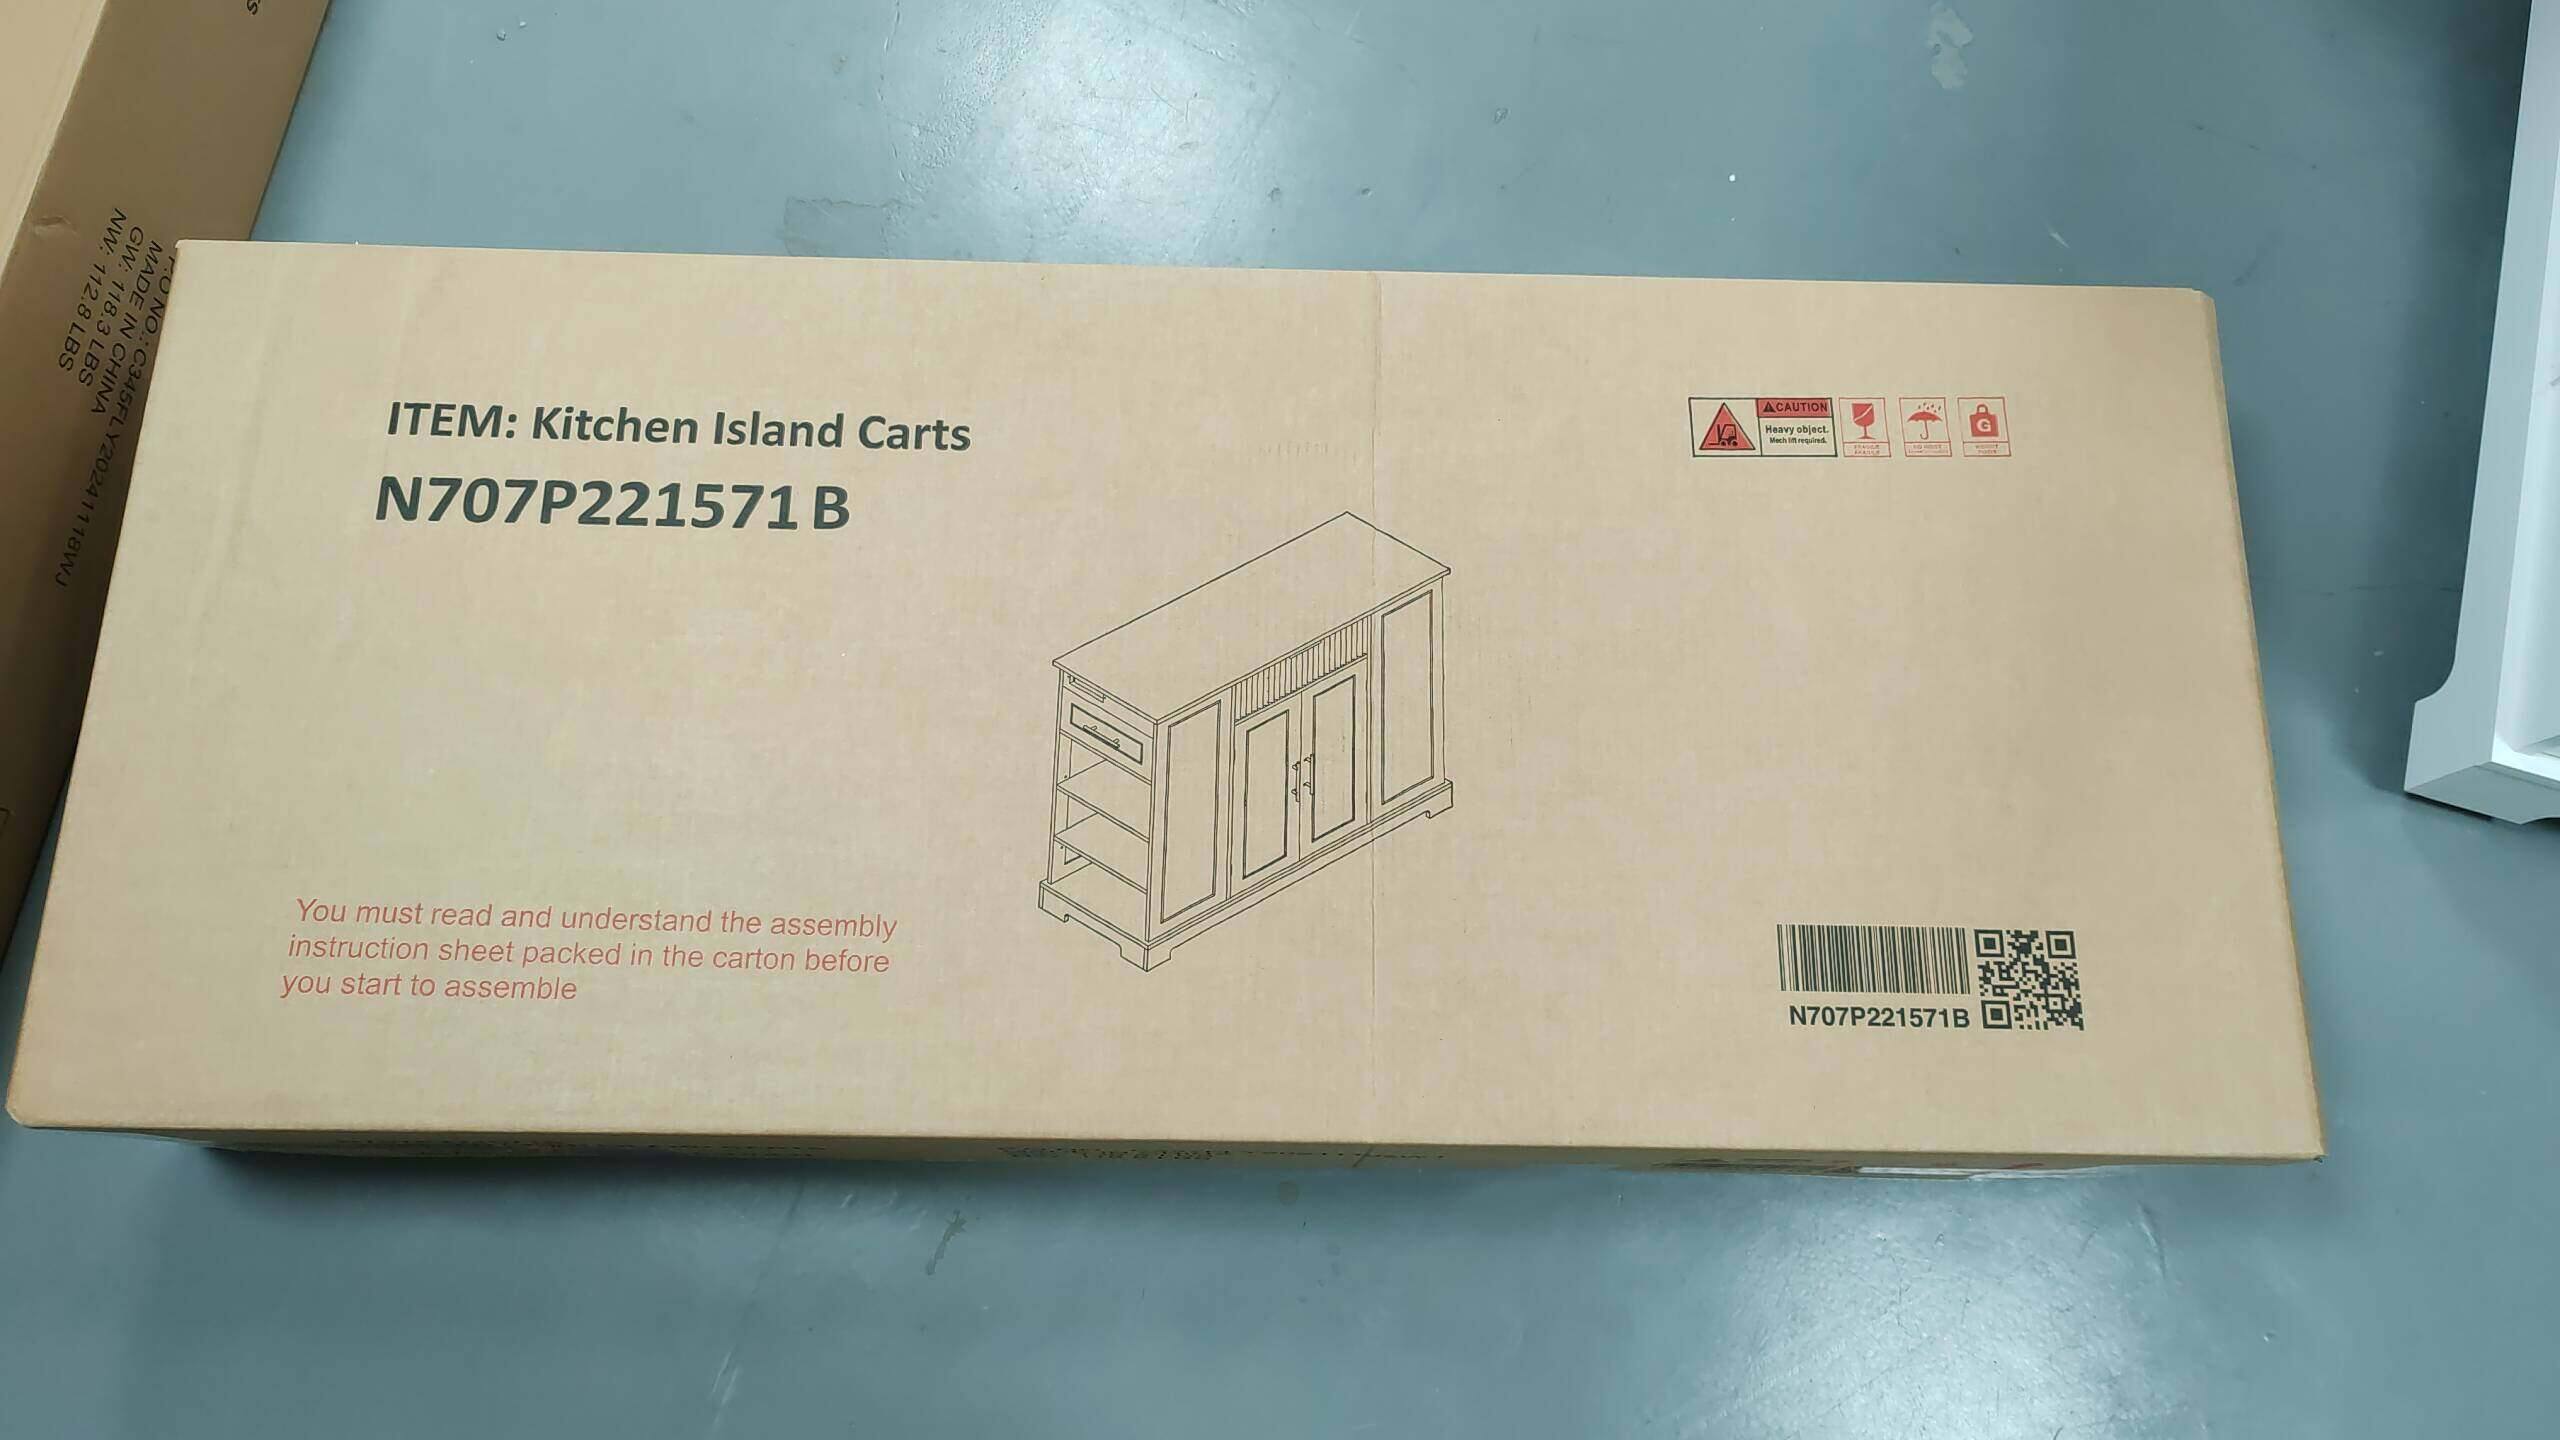 P.O NO.: C345FLY20241118WJ
MADE IN CHINA
GW: 118.3 LBS
NW: 112.8 LBS
ITEM: Kitchen Island Carts
N707P221571B
CAUTION
Heavy object.
Mech lift required.
FRAGILE
G
You must read and understand the assembly
instruction sheet packed in the carton before
you start to assemble
N707P221571B